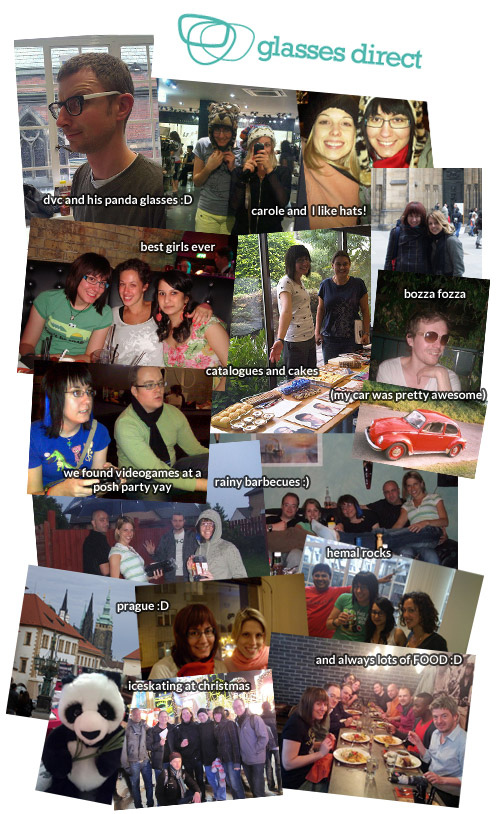 glasses direct
dvc and his panda glasses :D
carole and I like hats!
best girls ever
bozza fozza
catalogues and cakes
(my car was pretty awesome)
we found videogames at a
posh party yay
rainy barbecues :)
hemal rocks
prague :D
and always lots of FOOD :D
iceskating at christmas